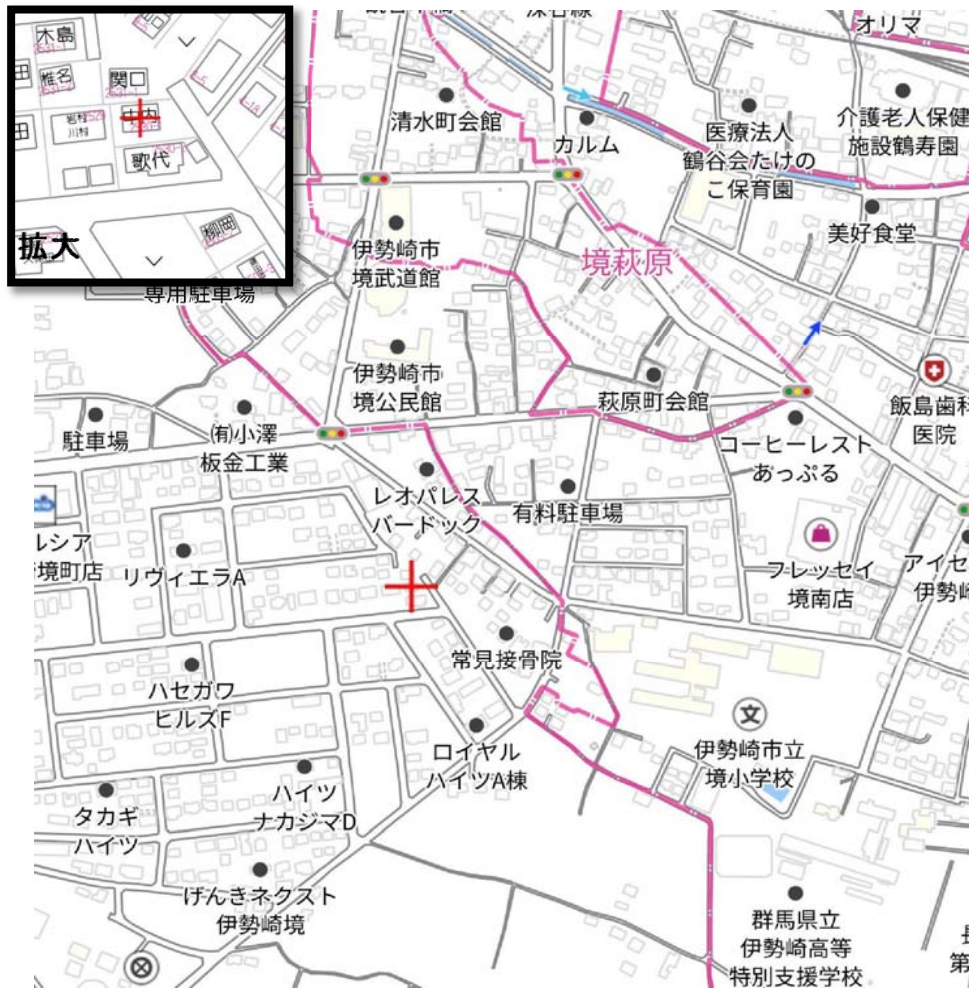 木島
椎名
関口
中内
歌代
柳岡
拡大
専用駐車場
オリマ
清水町会館
カルム
医療法人
鶴谷会たけの
こ保育園
介護老人保健
施設鶴寿園
美好食堂
伊勢崎市
境武道館
境萩原
伊勢崎市
境公民館
萩原町会館
飯島歯科
医院
駐車場
㈲小澤
板金工業
コーヒーレスト
あっぷる
レオパレス
バードック
有料駐車場
ルシア
境町店
リヴィエラA
フレッセイ
境南店
アイセ
伊勢崎
常見接骨院
ハセガワ
ヒルズF
文
ロイヤル
ハイツA棟
伊勢崎市立
境小学校
タカギ
ハイツ
ハイツ
ナカジマD
げんきネクスト
伊勢崎境
群馬県立
伊勢崎高等
特別支援学校
第